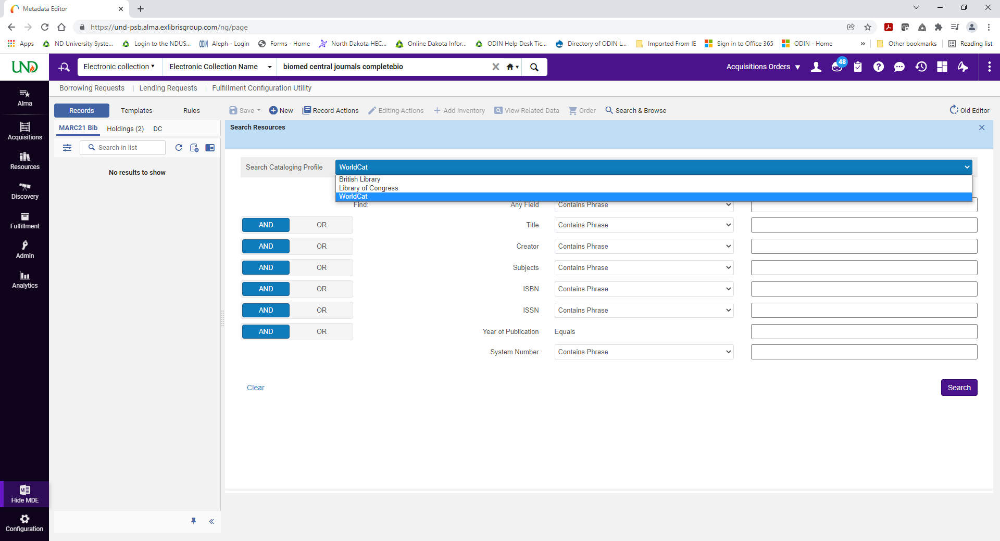 Metadata Editor
https://und-psb.alma.exlibrisgroup.com/ng/page
Apps
ND University Syste...
Login to the NDUS...
ODIN Aleph - Login
Forms - Home
North Dakota HEC...
Online Dakota Infor...
ODIN Help Desk Tic...
Directory of ODIN L...
Imported From IE
Sign in to Office 365
ODIN - Home
»
Other bookmarks
Reading list
UND
Electronic collection
Electronic Collection Name
biomed central journals completebio
Acquisitions Orders
48
Borrowing Requests
Lending Requests
Fulfillment Configuration Utility
Alma
Acquisitions
Resources
Discovery
Fulfillment
Admin
Analytics
Hide MDE
Configuration
Records
Templates
Rules
Save
New
Record Actions
Editing Actions
Add Inventory
View Related Data
Order
Search & Browse
Old Editor
MARC21 Bib
Holdings (2)
DC
Search in list
No results to show
Search Resources
Search Cataloging Profile
WorldCat
British Library
Library of Congress
WorldCat
Find:
Any Field
Contains Phrase
AND OR
Title
Contains Phrase
AND OR
Creator
Contains Phrase
AND OR
Subjects
Contains Phrase
AND OR
ISBN
Contains Phrase
AND OR
ISSN
Contains Phrase
AND OR
Year of Publication
Equals
System Number
Contains Phrase
Clear
Search